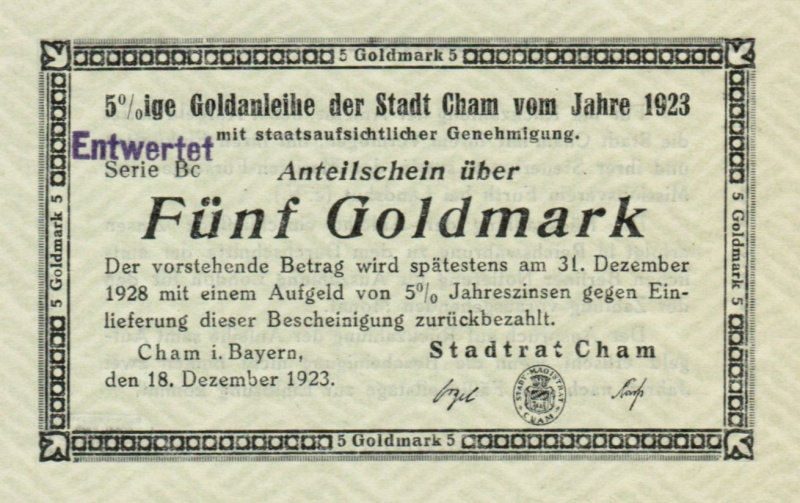 5 Goldmark 5
5%ige Goldanleihe der Stadt Cham vom Jahre 1923
mit staatsaufsichtlicher Genehmigung.
Entwertet
Serie Bc Anteilschein über
Fünf Goldmark
Der vorstehende Betrag wird spätestens am 31. Dezember
1928 mit einem Aufgeld von 5% Jahreszinsen gegen Ein-
lieferung dieser Bescheinigung zurückbezahlt.
Cham i. Bayern,
den 18. Dezember 1923.
Stadtrat Cham
STADT-MAGISTRAT
CHAM
5 Goldmark 5
5 Goldmark 5
5 Goldmark 5